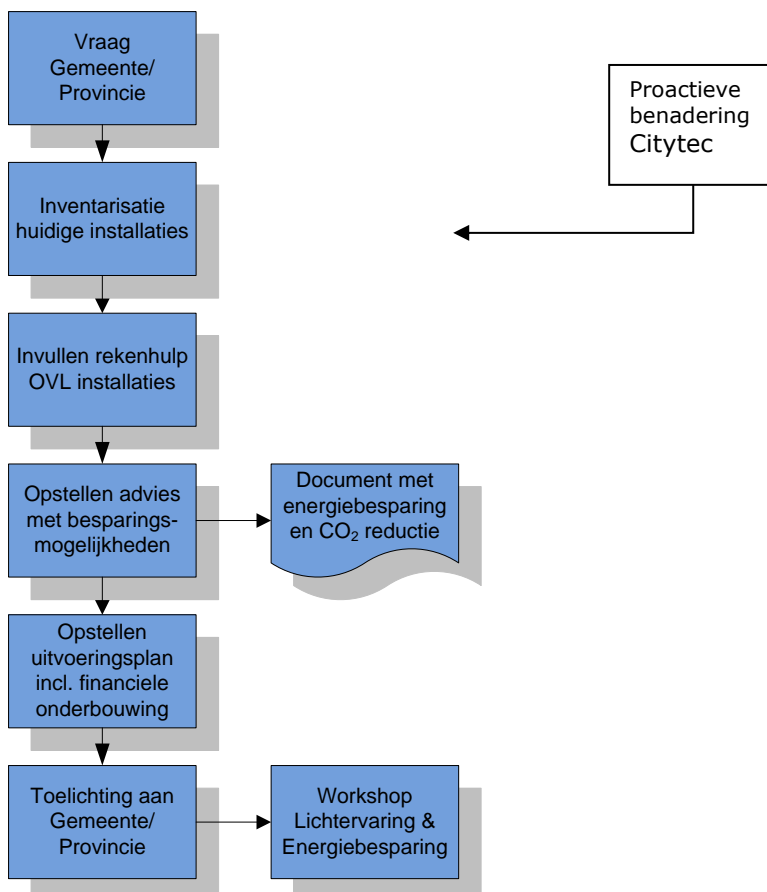 Vraag
Gemeente/
Provincie
Proactieve
benadering
Citytec
Inventarisatie
huidige installaties
Invullen rekenhulp
OVL installaties
Opstellen advies
met besparings-
mogelijkheden
Document met
energiebesparing
en CO₂ reductie
Opstellen
uitvoeringsplan
incl. financiele
onderbouwing
Toelichting aan
Gemeente/
Provincie
Workshop
Lichtervaring &
Energiebesparing